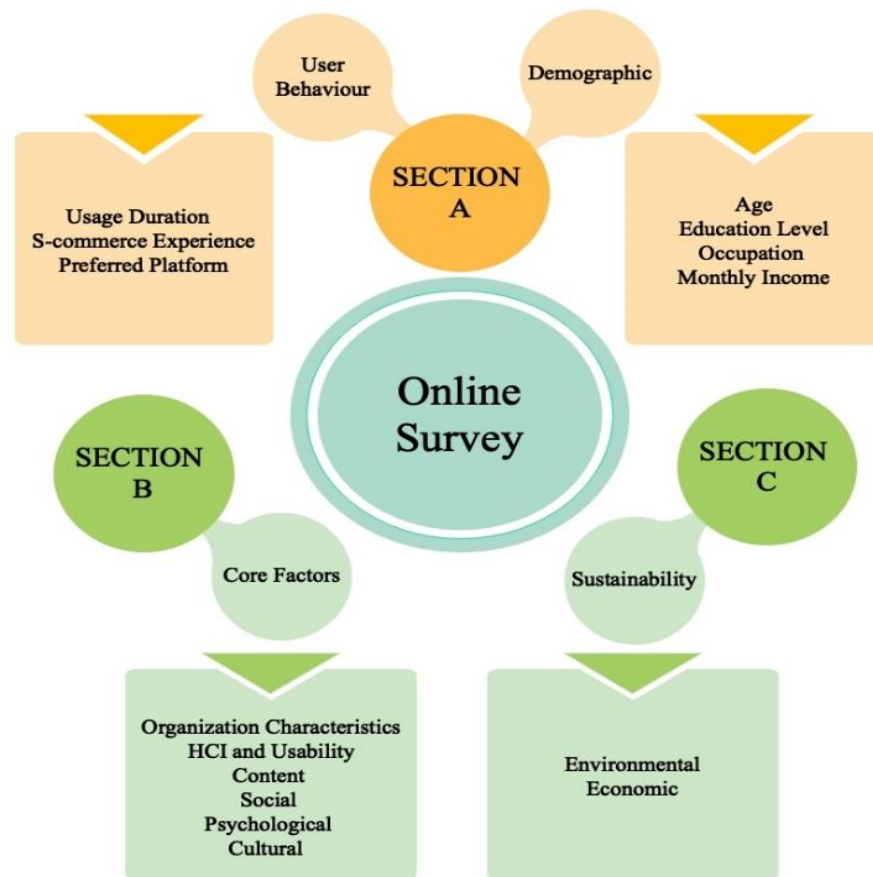 User
Behaviour
Demographic
SECTION
A
Usage Duration
S-commerce Experience
Preferred Platform
Age
Education Level
Occupation
Monthly Income
Online
Survey
SECTION
B
SECTION
C
Core Factors
Sustainability
Organization Characteristics
HCI and Usability
Content
Social
Psychological
Cultural
Environmental
Economic